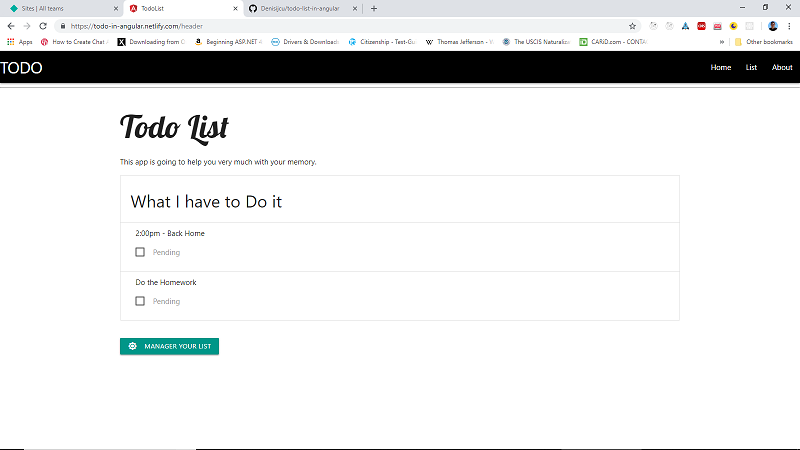 Sites | All teams
TodoList
Denisijcu/todo-list-in-angular
https://todo-in-angular.netlify.com/header
Apps
How to Create Chat
Downloading from
Beginning ASP.NET
Drivers & Download
Citizenship - Test-Gu
Thomas Jefferson - V
The USCIS Naturaliz
CARiD.com - CONTA
Other bookmarks
TODO
Home
List
About
Todo List
This app is going to help you very much with your memory.
What I have to Do it
2:00pm - Back Home
Pending
Do the Homework
Pending
MANAGER YOUR LIST